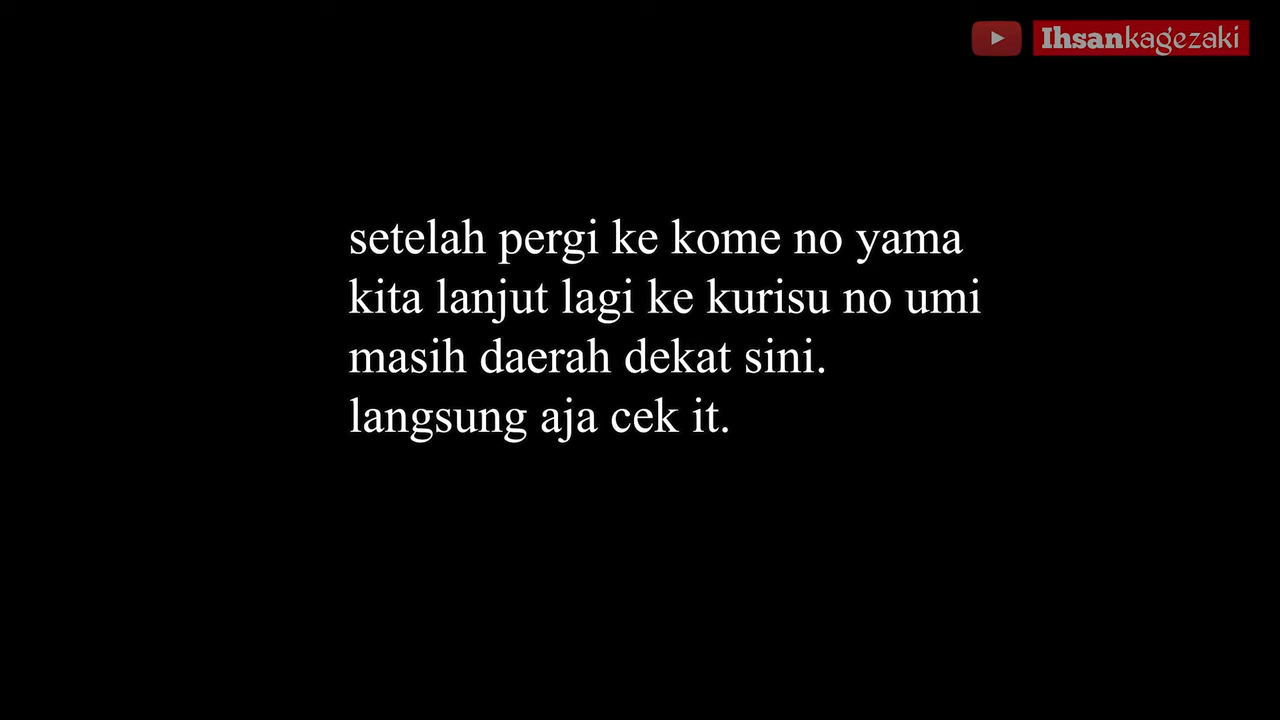 Ihsankagezaki
setelah pergi ke kome no yama
kita lanjut lagi ke kurisu no umi
masih daerah dekat sini.
langsung aja cek it.